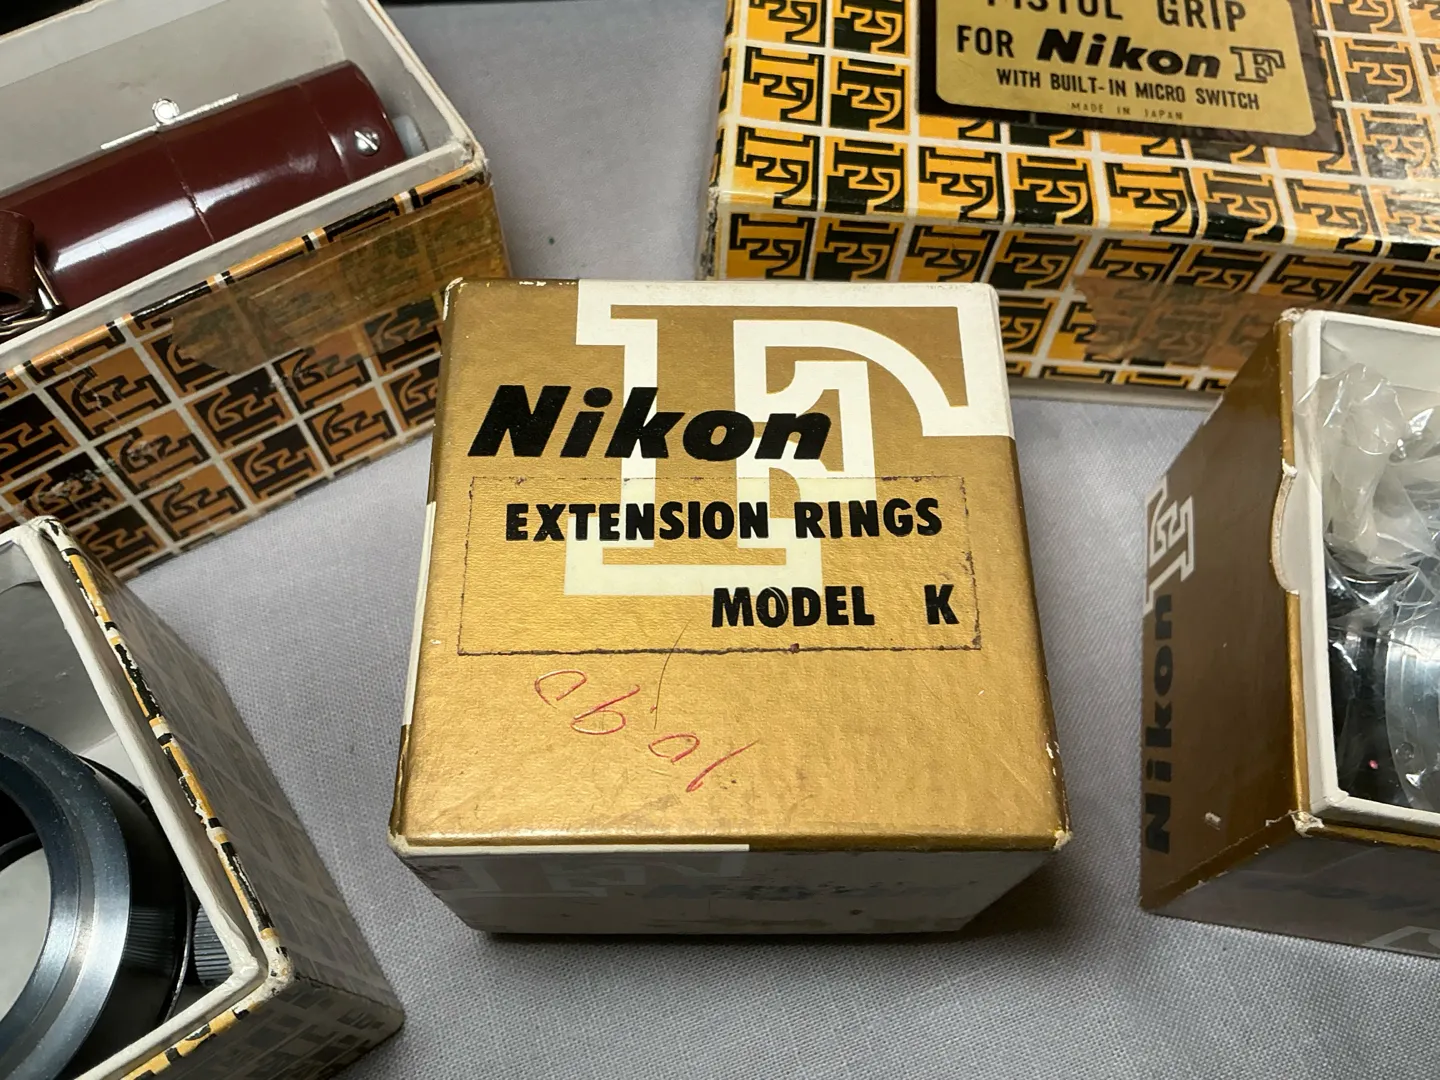 PISTOL GRIP
FOR Nikon F
WITH BUILT-IN MICRO SWITCH
MADE IN JAPAN
F
Nikon
EXTENSION RINGS
MODEL K
F
Nikon